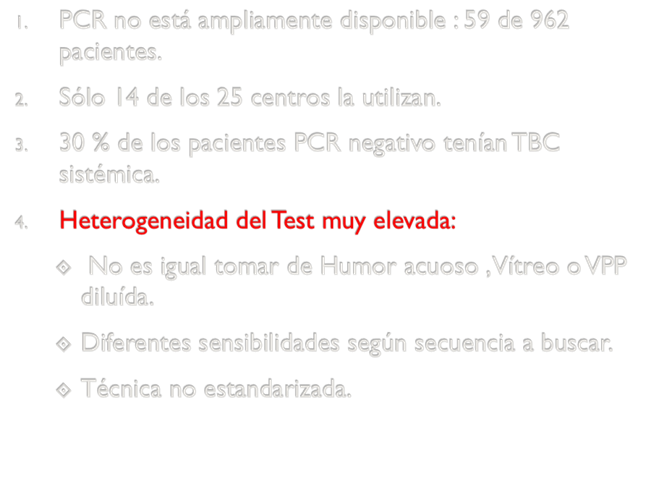 1. PCR no está ampliamente disponible : 59 de 962
pacientes.
2. Sólo 14 de los 25 centros la utilizan.
3. 30 % de los pacientes PCR negativo tenían TBC
sistémica.
4. Heterogeneidad del Test muy elevada:
No es igual tomar de Humor acuoso , Vítreo o VPP
diluída.
Diferentes sensibilidades según secuencia a buscar.
Técnica no estandarizada.